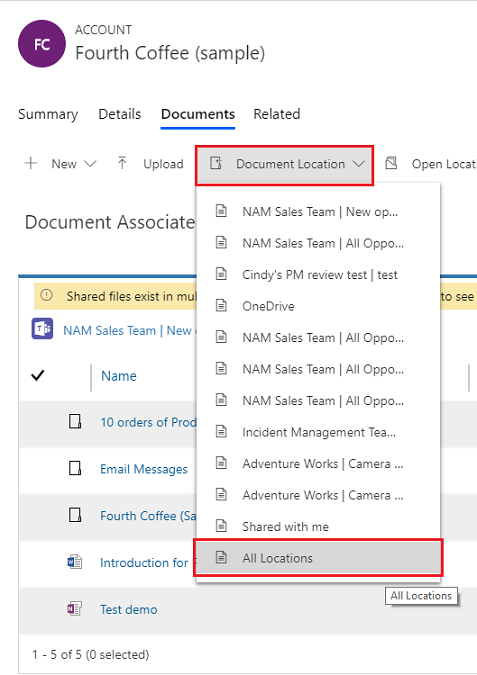 FC
ACCOUNT
Fourth Coffee (sample)
Summary Details Documents Related
New Upload Document Location Open Locat
Document Associate
NAM Sales Team | New op...
NAM Sales Team | All Oppo...
Cindy's PM review test | test
Shared files exist in mul to see
OneDrive
NAM Sales Team | New
NAM Sales Team | All Oppo...
NAM Sales Team | All Oppo...
Name
NAM Sales Team | All Oppo...
10 orders of Prod
Incident Management Tea...
Email Messages
Adventure Works | Camera ...
Adventure Works | Camera ...
Fourth Coffee (Sa
Shared with me
Introduction for
All Locations
All Locations
Test demo
1 - 5 of 5 (0 selected)